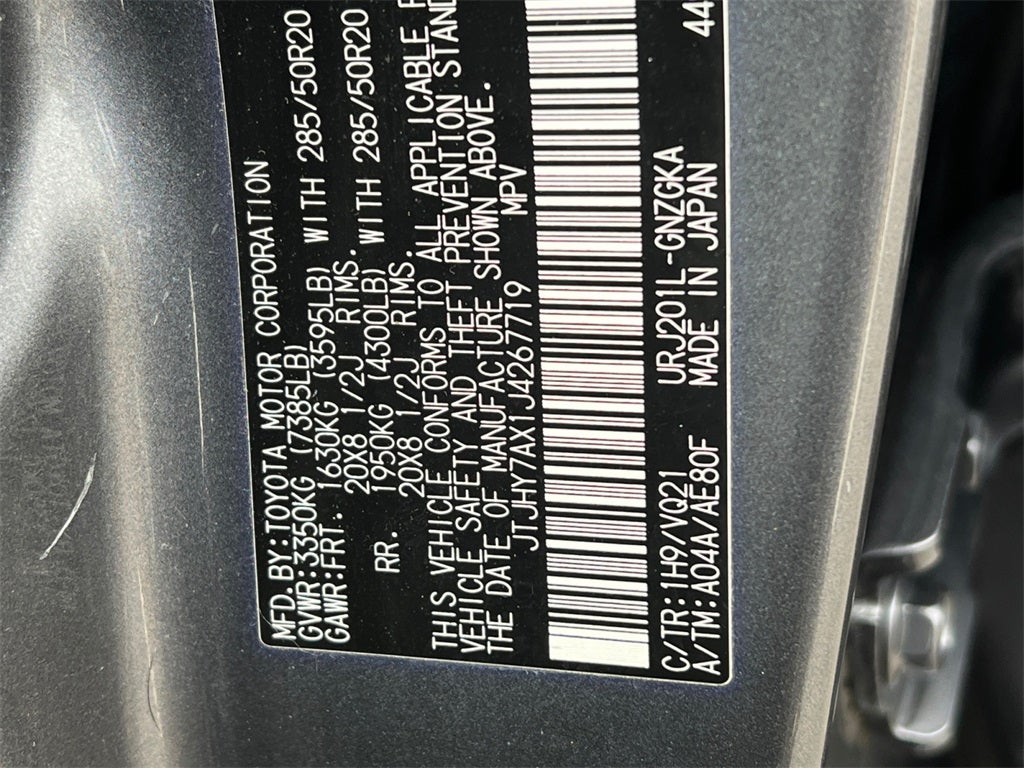 MFD.BY:TOYOTA MOTOR CORPORATION
GVWR:3350KG (7385LB)
GAWR:FRT. 1630KG (3595LB) WITH 285/50R20
20X8 1/2J RIMS.
RR. 1950KG (4300LB) WITH 285/50R20
20X8 1/2J RIMS.
THIS VEHICLE CONFORMS TO ALL APPLICABLE
VEHICLE SAFETY AND THEFT PREVENTION STAND
THE DATE OF MANUFACTURE SHOWN ABOVE.
JTJHY7AX1J4267719 MPV
C/TR:1H9/VQ21 URJ201L-GNZGKA 44
A/TM:A04A/AE80F MADE IN JAPAN